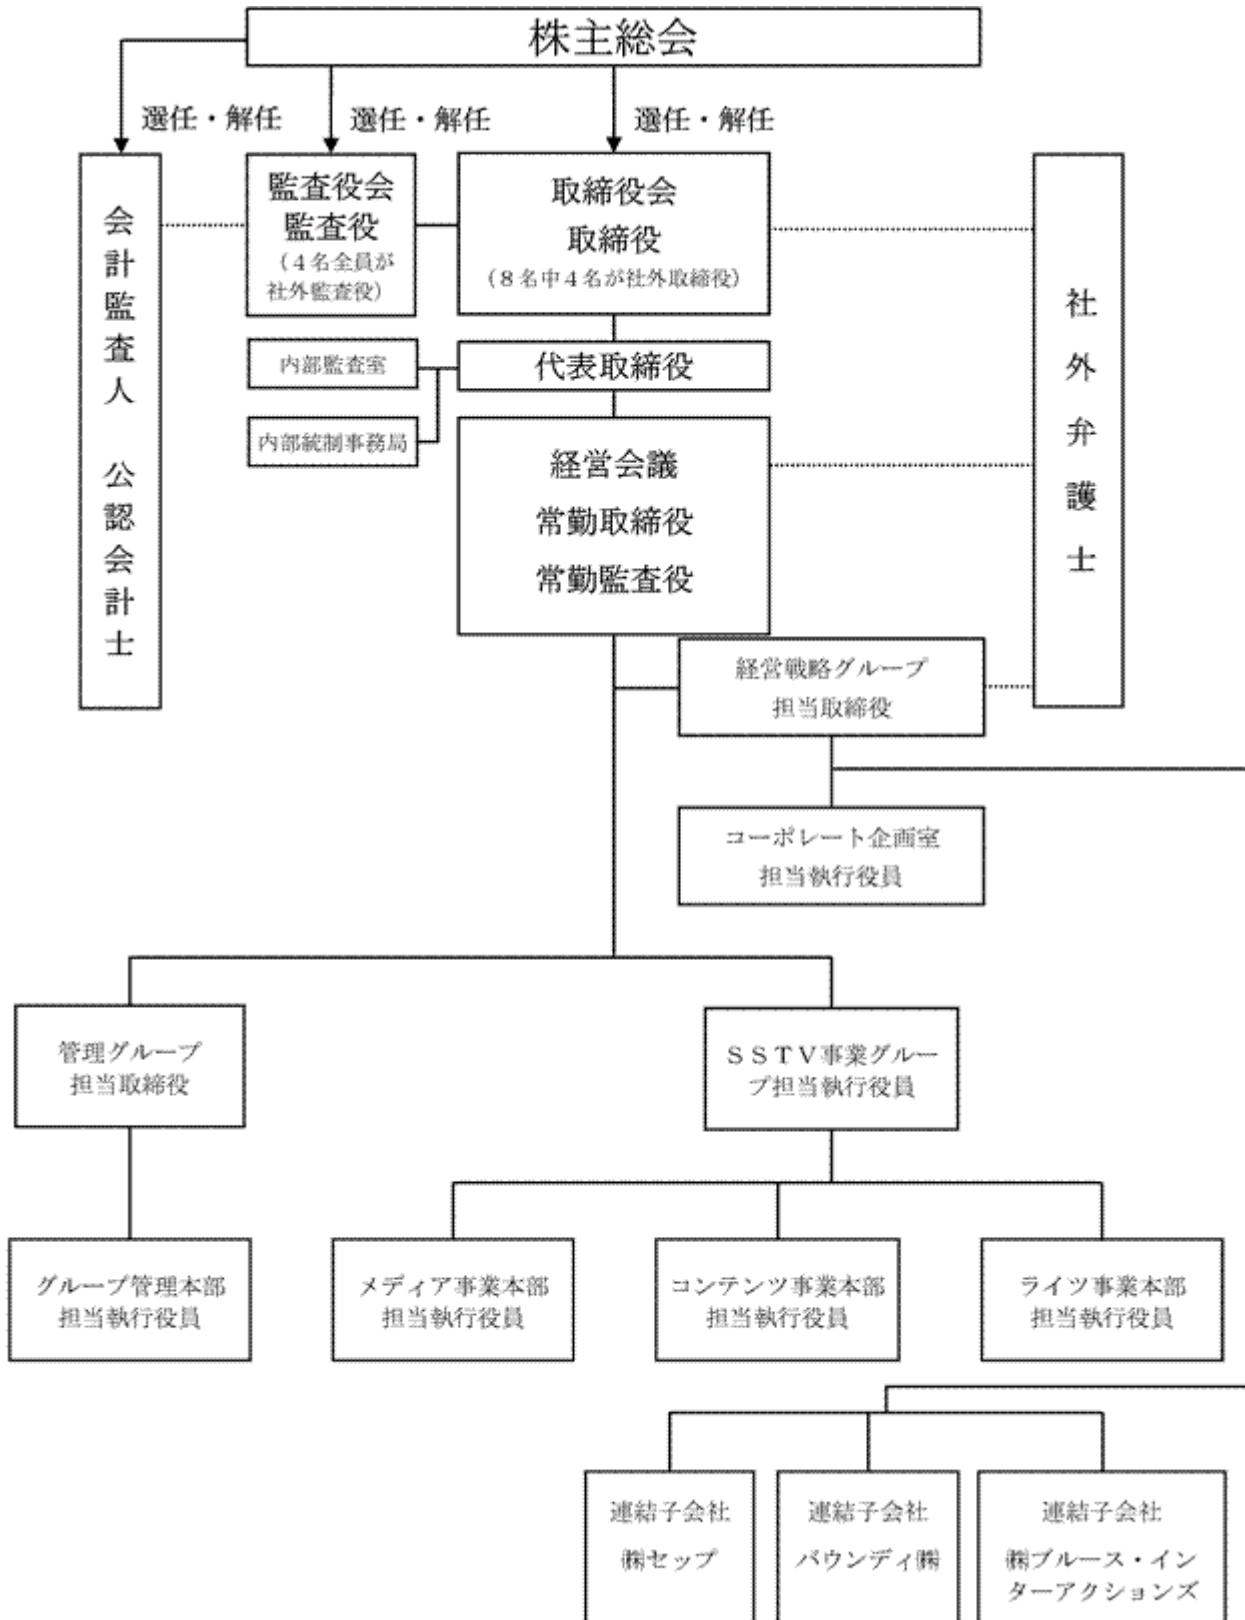 株主総会
選任・解任
選任・解任
選任・解任
会計監査人　公認会計士
監査役会
監査役
（４名全員が
社外監査役）
取締役会
取締役
（８名中４名が社外取締役）
社外弁護士
内部監査室
代表取締役
内部統制事務局
経営会議
常勤取締役
常勤監査役
経営戦略グループ
担当取締役
コーポレート企画室
担当執行役員
管理グループ
担当取締役
ＳＳＴＶ事業グルー
プ担当執行役員
グループ管理本部
担当執行役員
メディア事業本部
担当執行役員
コンテンツ事業本部
担当執行役員
ライツ事業本部
担当執行役員
連結子会社
㈱セップ
連結子会社
バウンディ㈱
連結子会社
㈱ブルース・イン
ターアクションズ